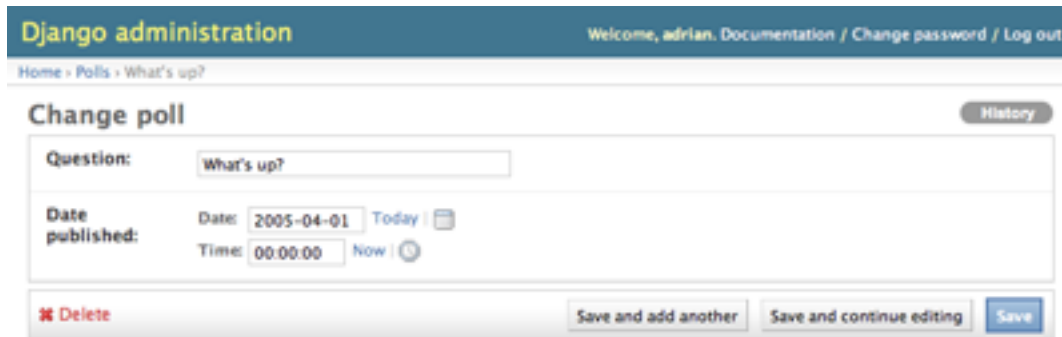 Django administration
Welcome, adrian. Documentation / Change password / Log out
Home › Polls › What's up?
Change poll
History
Question:
What's up?
Date published:
Date: 2005-04-01 Today |
Time: 00:00:00 Now |
Delete
Save and add another
Save and continue editing
Save